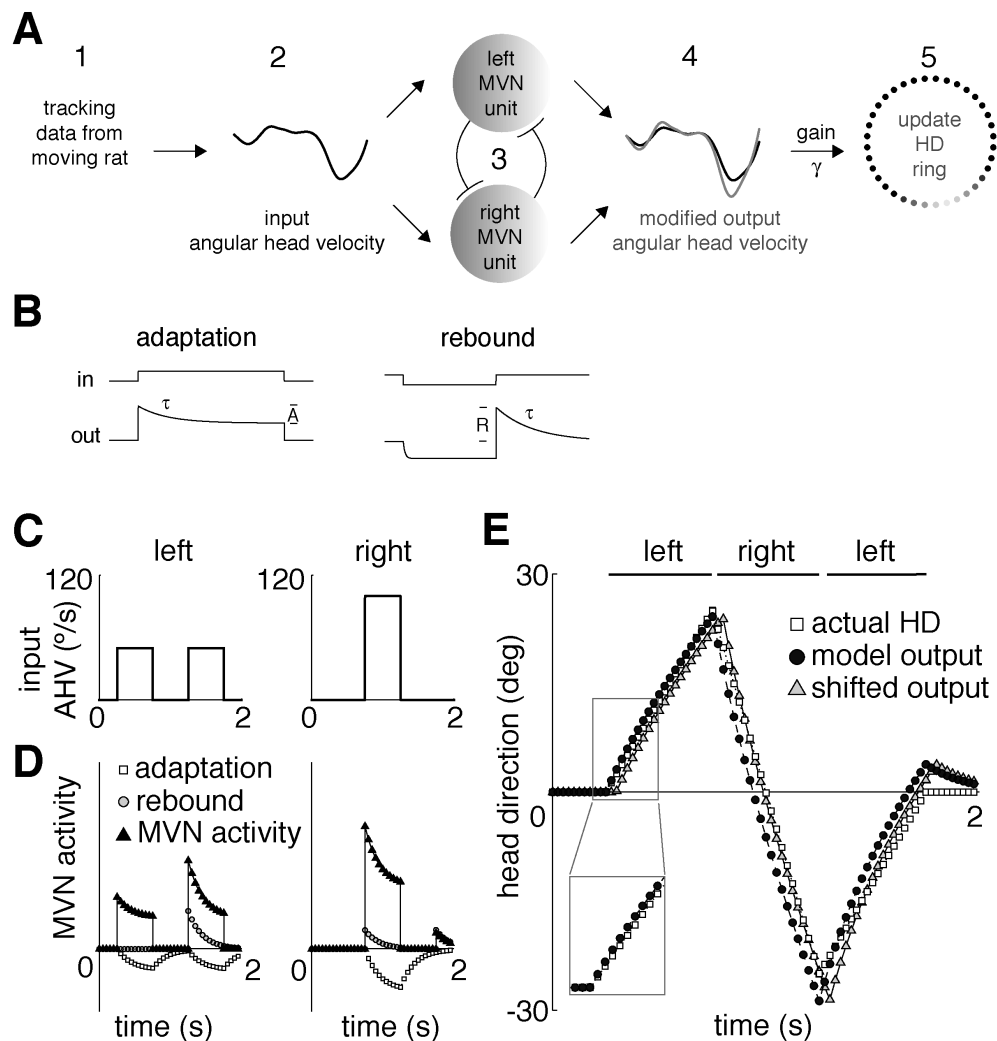 A
1
2
3
4
5
tracking
data from
moving rat
input
angular head velocity
left
MVN
unit
right
MVN
unit
modified output
angular head velocity
gain
γ
update
HD
ring
B
adaptation
rebound
in
out
τ
A
R
τ
C
left
right
input
AHV (º/s)
120
0
2
120
0
2
D
MVN activity
adaptation
rebound
MVN activity
0
2
0
2
time (s)
time (s)
E
left
right
left
30
0
-30
2
head direction (deg)
actual HD
model output
shifted output
time (s)